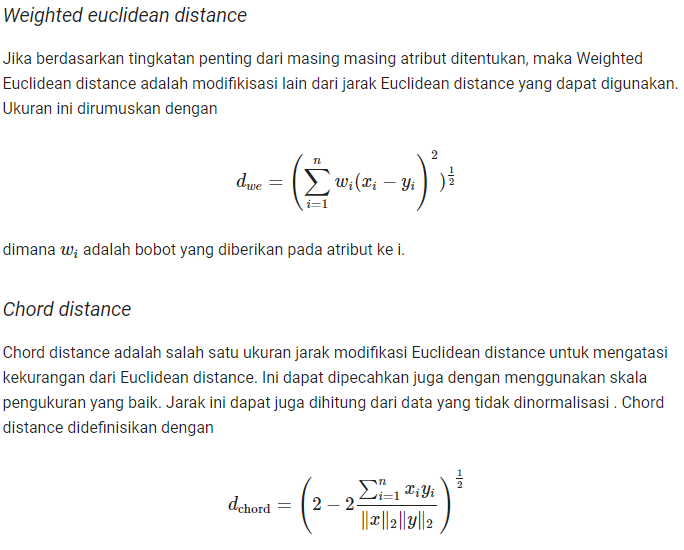 Weighted euclidean distance
Jika berdasarkan tingkatan penting dari masing masing atribut ditentukan, maka Weighted
Euclidean distance adalah modifikisasi lain dari jarak Euclidean distance yang dapat digunakan.
Ukuran ini dirumuskan dengan
$d_{we} = \left( \sum_{i=1}^{n} w_i (x_i - y_i \right)^2 )^{\frac{1}{2}}$
dimana $w_i$ adalah bobot yang diberikan pada atribut ke i.
Chord distance
Chord distance adalah salah satu ukuran jarak modifikasi Euclidean distance untuk mengatasi
kekurangan dari Euclidean distance. Ini dapat dipecahkan juga dengan menggunakan skala
pengukuran yang baik. Jarak ini dapat juga dihitung dari data yang tidak dinormalisasi . Chord
distance didefinisikan dengan
$d_{\text{chord}} = \left( 2 - 2 \frac{\sum_{i=1}^{n} x_i y_i}{\|x\|_2 \|y\|_2} \right)^{\frac{1}{2}}$